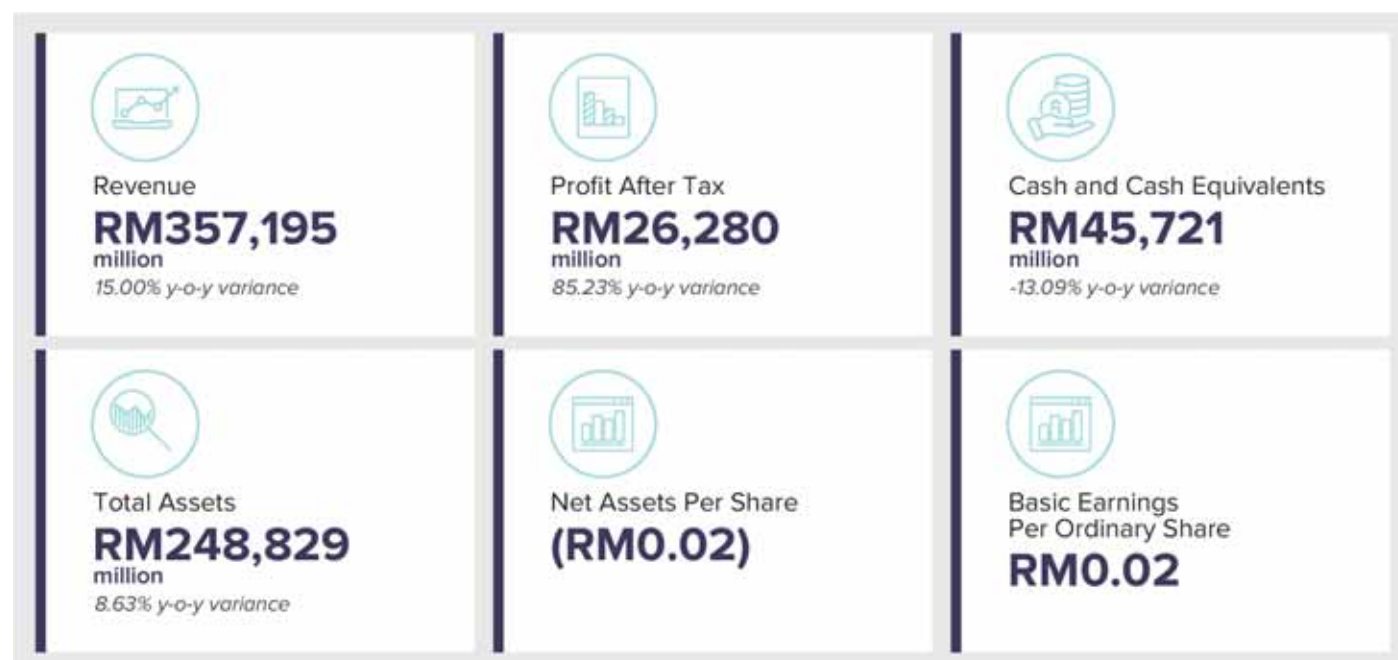 Revenue
RM357,195
million
15.00% y-o-y variance
Profit After Tax
RM26,280
million
85.23% y-o-y variance
Cash and Cash Equivalents
RM45,721
million
-13.09% y-o-y variance
Total Assets
RM248,829
million
8.63% y-o-y variance
Net Assets Per Share
(RM0.02)
Basic Earnings
Per Ordinary Share
RM0.02